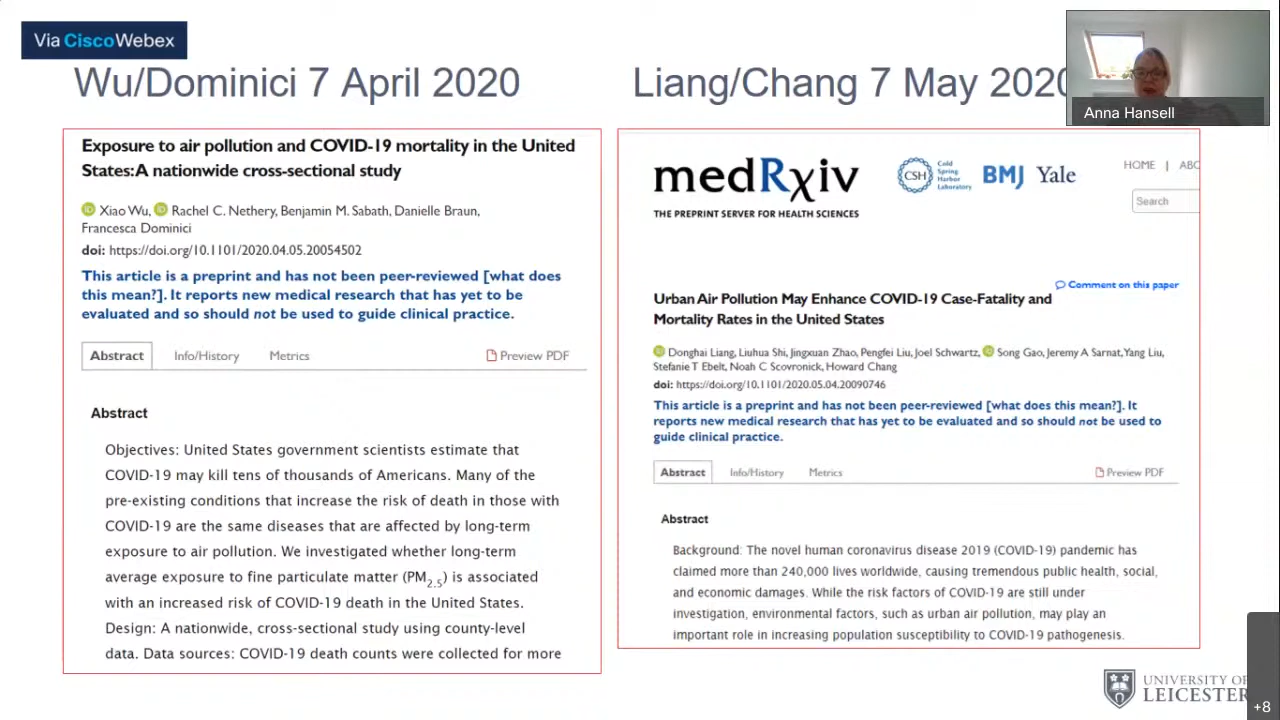 Via CiscoWebex
Wu/Dominici 7 April 2020
Exposure to air pollution and COVID-19 mortality in the United
States:A nationwide cross-sectional study
Xiao Wu, Rachel C. Nethery, Benjamin M. Sabath, Danielle Braun,
Francesca Dominici
doi: https://doi.org/10.1101/2020.04.05.20054502
This article is a preprint and has not been peer-reviewed [what does
this mean?]. It reports new medical research that has yet to be
evaluated and so should not be used to guide clinical practice.
Abstract Info/History Metrics Preview PDF
Abstract
Objectives: United States government scientists estimate that
COVID-19 may kill tens of thousands of Americans. Many of the
pre-existing conditions that increase the risk of death in those with
COVID-19 are the same diseases that are affected by long-term
exposure to air pollution. We investigated whether long-term
average exposure to fine particulate matter (PM2.5) is associated
with an increased risk of COVID-19 death in the United States.
Design: A nationwide, cross-sectional study using county-level
data. Data sources: COVID-19 death counts were collected for more
Liang/Chang 7 May 2020
Anna Hansell
medRxiv
THE PREPRINT SERVER FOR HEALTH SCIENCES
CSH Cold
Spring
Harbor
Laboratory
BMJ Yale
HOME | ABO
Search
Comment on this paper
Urban Air Pollution May Enhance COVID-19 Case-Fatality and
Mortality Rates in the United States
Donghai Liang, Liuhua Shi, Jingxuan Zhao, Pengfei Liu, Joel Schwartz, Song Gao, Jeremy A Sarnat, Yang Liu,
Stefanie T Ebelt, Noah C Scovronick, Howard Chang
doi: https://doi.org/10.1101/2020.05.04.20090746
This article is a preprint and has not been peer-reviewed [what does this mean?]. It
reports new medical research that has yet to be evaluated and so should not be used to
guide clinical practice.
Abstract Info/History Metrics Preview PDF
Abstract
Background: The novel human coronavirus disease 2019 (COVID-19) pandemic has
claimed more than 240,000 lives worldwide, causing tremendous public health, social,
and economic damages. While the risk factors of COVID-19 are still under
investigation, environmental factors, such as urban air pollution, may play an
important role in increasing population susceptibility to COVID-19 pathogenesis.
UNIVERSITY OF
LEICESTER
+8